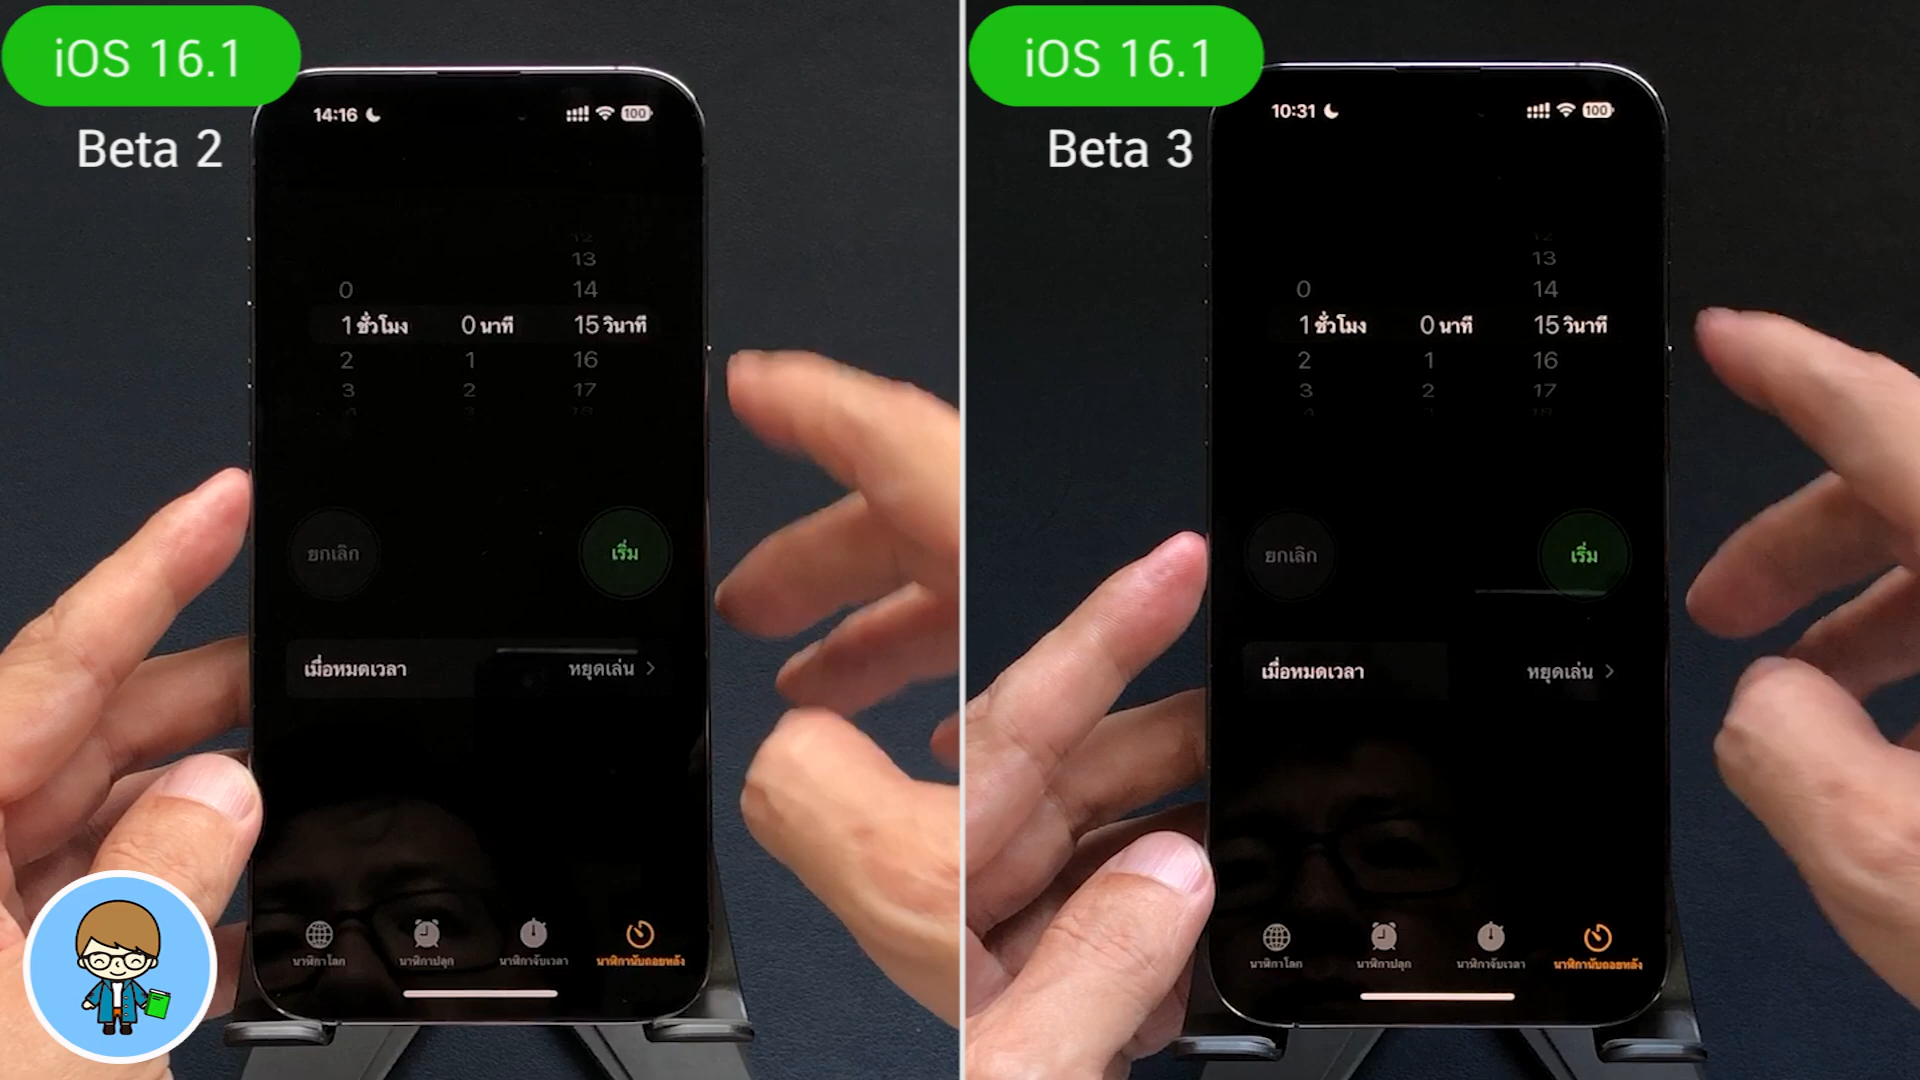 iOS 16.1
Beta 2
14:16
100
12
13
0
14
1 ชั่วโมง 0 นาที 15 วินาที
2 1 16
3 2 17
4 3 18
ยกเลิก เริ่ม
เมื่อหมดเวลา หยุดเล่น
นาฬิกาโลก นาฬิกาปลุก นาฬิกาจับเวลา นาฬิกานับถอยหลัง
iOS 16.1
Beta 3
10:31
100
12
13
0
14
1 ชั่วโมง 0 นาที 15 วินาที
2 1 16
3 2 17
4 3 18
ยกเลิก เริ่ม
เมื่อหมดเวลา หยุดเล่น
นาฬิกาโลก นาฬิกาปลุก นาฬิกาจับเวลา นาฬิกานับถอยหลัง